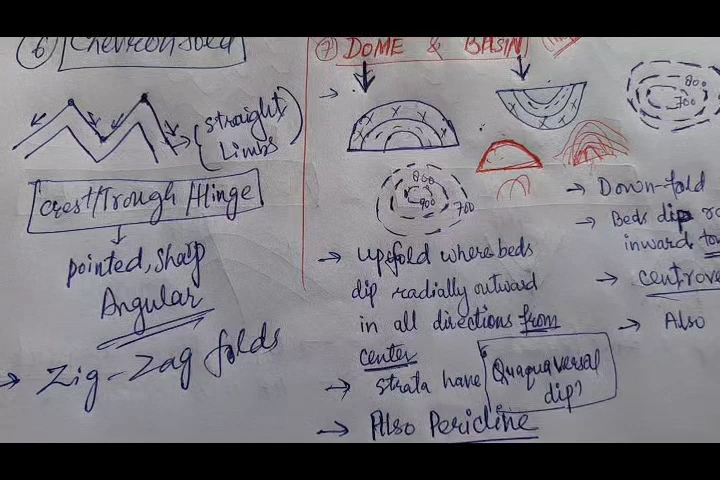 ⑥ Chevron fold
straight
Limbs
crest/Trough/Hinge
pointed, sharp
Angular
→ Zig-Zag folds
⑦ DOME & BASIN
800
900
700
→ upfold where beds
dip radially outward
in all directions from
center
→ strata have Quaquaversal
dip
→ Also Pericline
800
700
→ Down-fold
→ Beds dip
inward
→
→ Also